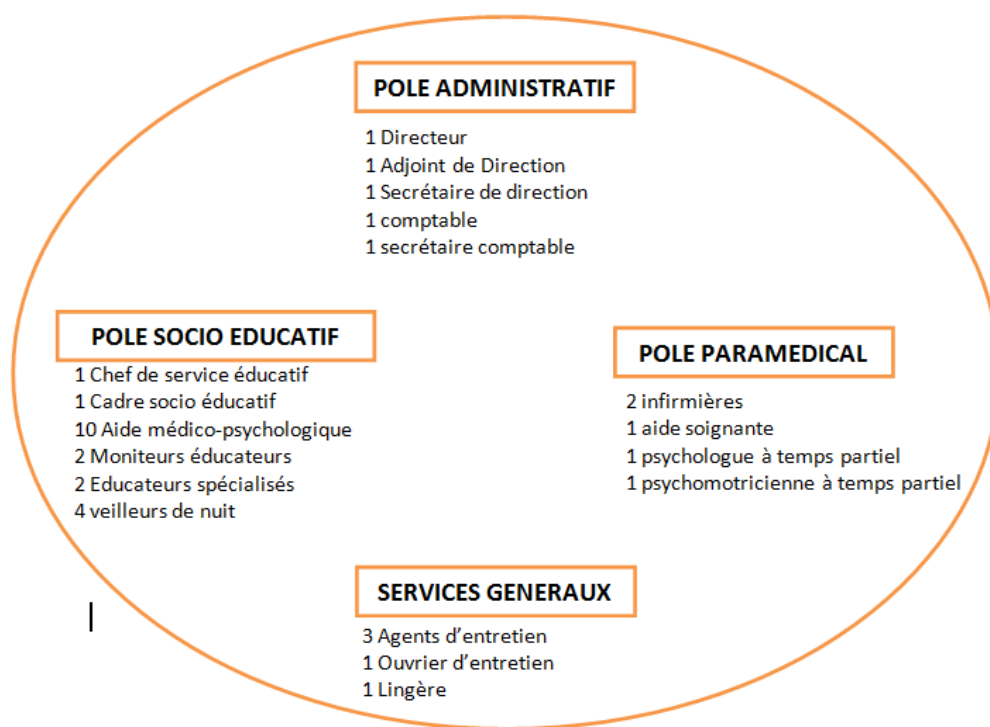 POLE ADMINISTRATIF
1 Directeur
1 Adjoint de Direction
1 Secrétaire de direction
1 comptable
1 secrétaire comptable
POLE SOCIO EDUCATIF
1 Chef de service éducatif
1 Cadre socio éducatif
10 Aide médico-psychologique
2 Moniteurs éducateurs
2 Educateurs spécialisés
4 veilleurs de nuit
POLE PARAMEDICAL
2 infirmières
1 aide soignante
1 psychologue à temps partiel
1 psychomotricienne à temps partiel
SERVICES GENERAUX
3 Agents d’entretien
1 Ouvrier d’entretien
1 Lingère